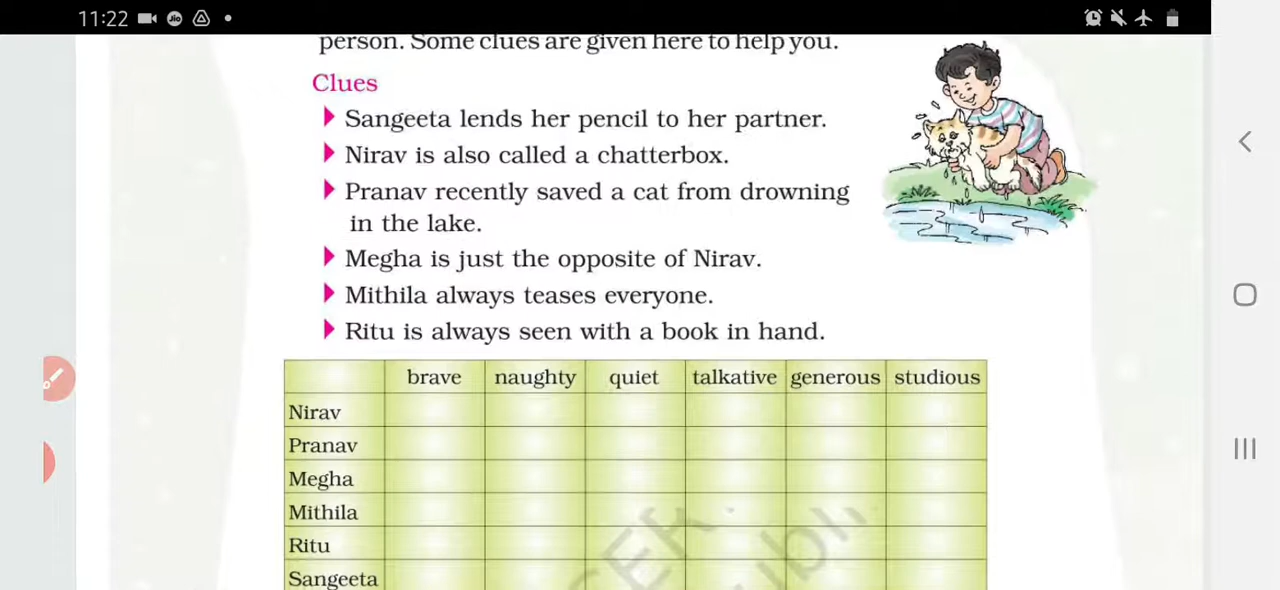 11:22
Jio
person. Some clues are given here to help you.
Clues
Sangeeta lends her pencil to her partner.
Nirav is also called a chatterbox.
Pranav recently saved a cat from drowning
in the lake.
Megha is just the opposite of Nirav.
Mithila always teases everyone.
Ritu is always seen with a book in hand.
brave naughty quiet talkative generous studious
Nirav
Pranav
Megha
Mithila
Ritu
Sangeeta